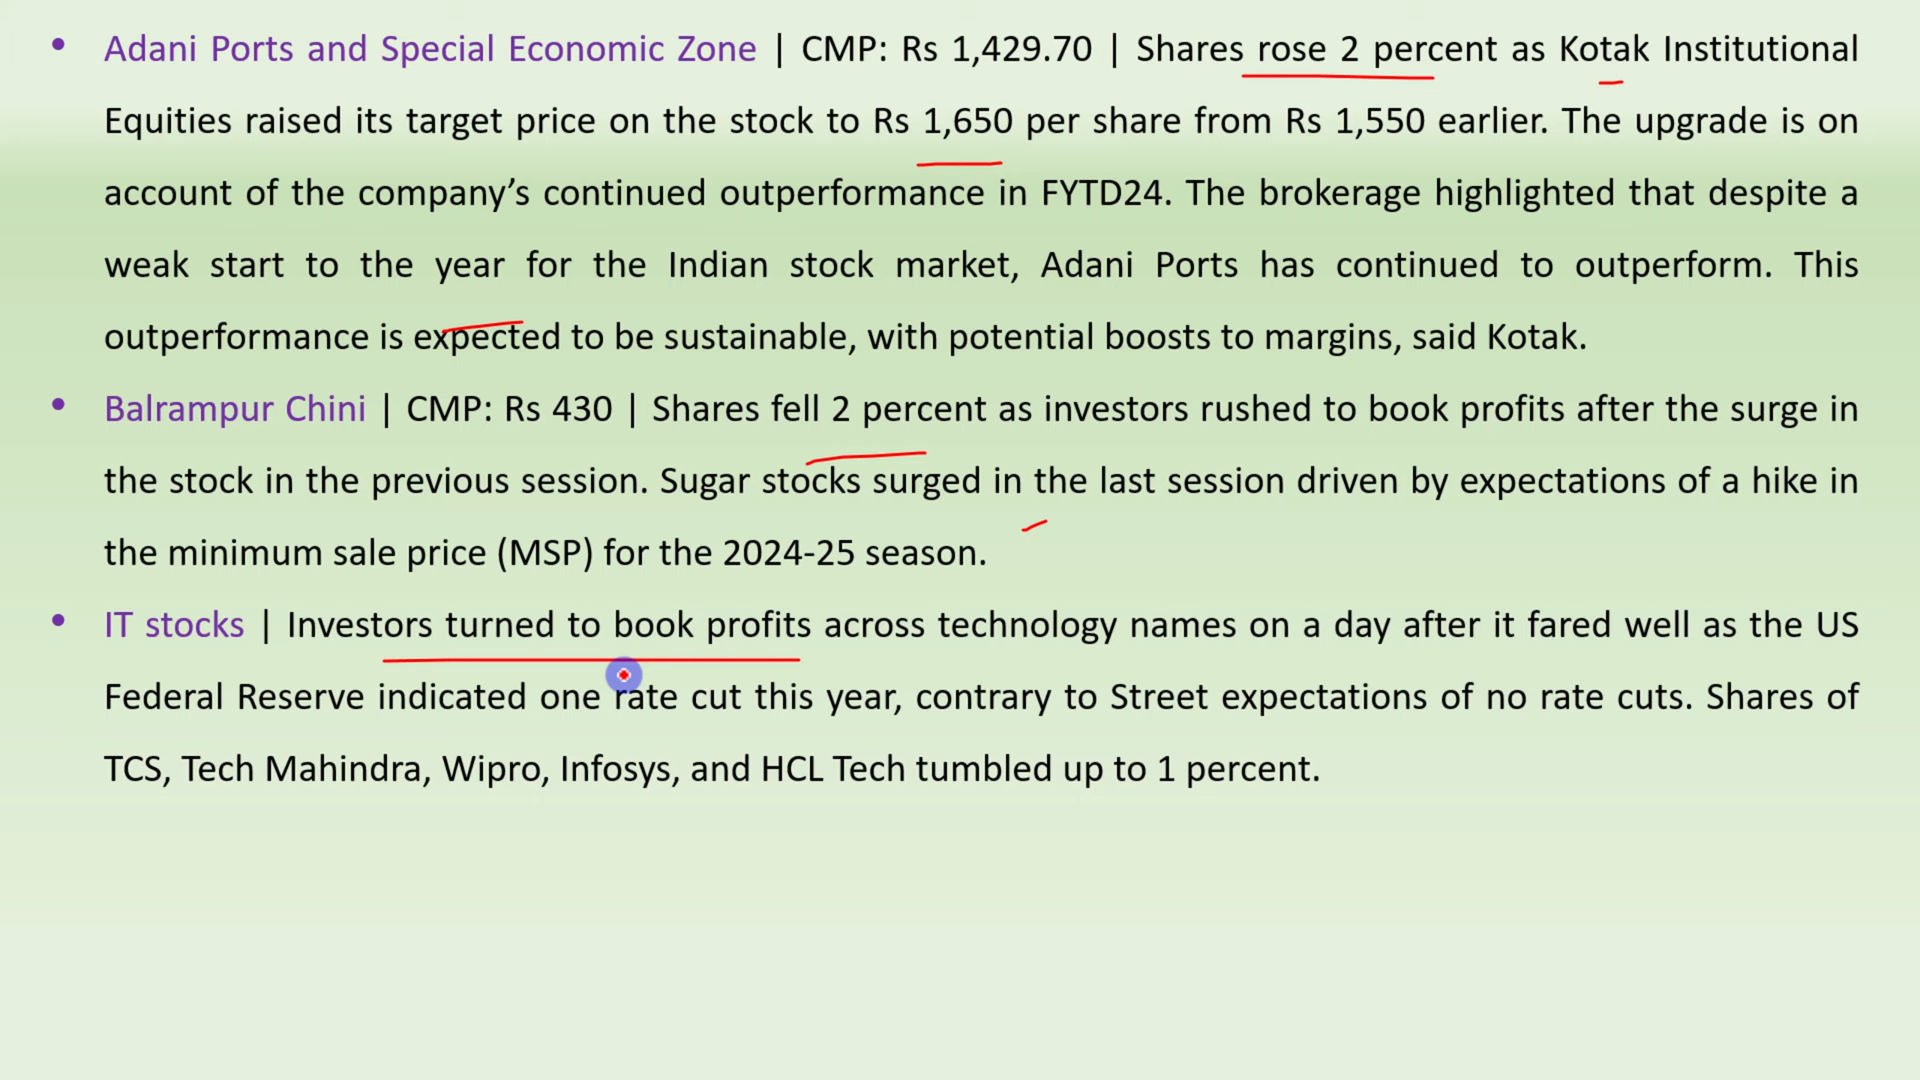 • Adani Ports and Special Economic Zone | CMP: Rs 1,429.70 | Shares rose 2 percent as Kotak Institutional
Equities raised its target price on the stock to Rs 1,650 per share from Rs 1,550 earlier. The upgrade is on
account of the company’s continued outperformance in FYTD24. The brokerage highlighted that despite a
weak start to the year for the Indian stock market, Adani Ports has continued to outperform. This
outperformance is expected to be sustainable, with potential boosts to margins, said Kotak.
• Balrampur Chini | CMP: Rs 430 | Shares fell 2 percent as investors rushed to book profits after the surge in
the stock in the previous session. Sugar stocks surged in the last session driven by expectations of a hike in
the minimum sale price (MSP) for the 2024-25 season.
• IT stocks | Investors turned to book profits across technology names on a day after it fared well as the US
Federal Reserve indicated one rate cut this year, contrary to Street expectations of no rate cuts. Shares of
TCS, Tech Mahindra, Wipro, Infosys, and HCL Tech tumbled up to 1 percent.